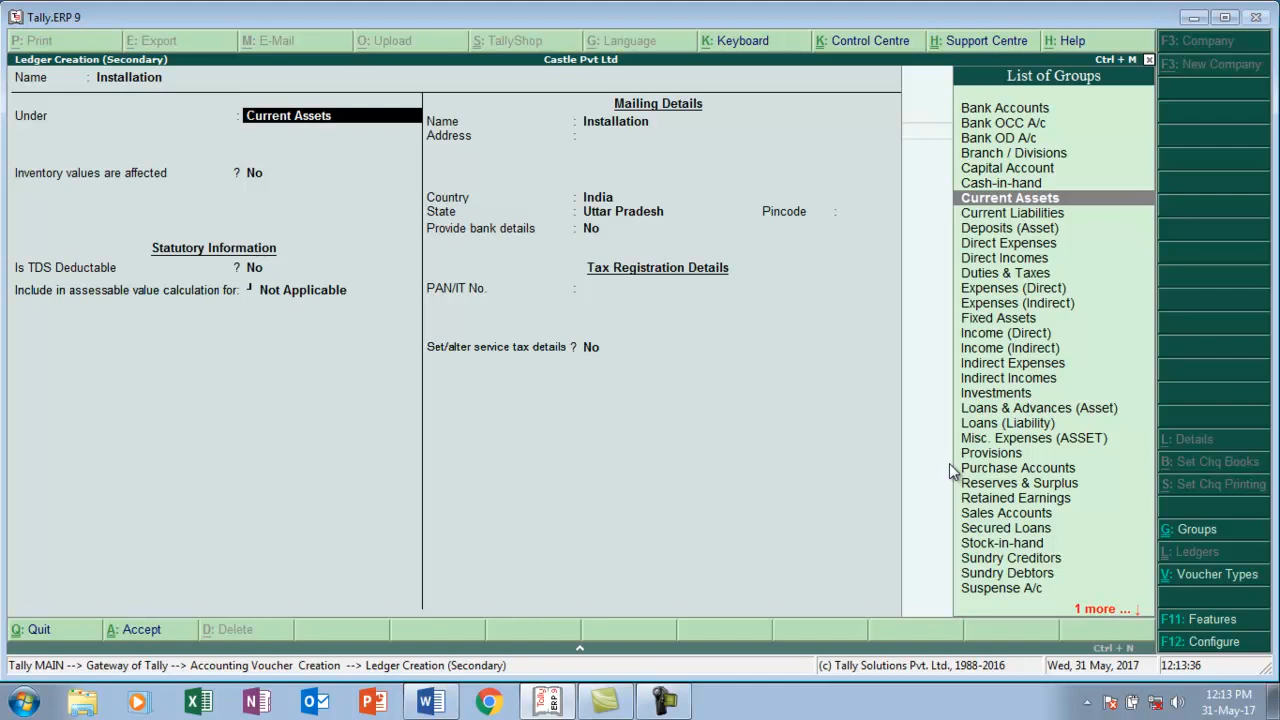 Tally.ERP 9
P: Print
E: Export
M: E-Mail
O: Upload
S: TallyShop
G: Language
K: Keyboard
K: Control Centre
H: Support Centre
H: Help
F3: Company
F3: New Company
Ledger Creation (Secondary)
Castle Pvt Ltd
Ctrl + M
Name : Installation
Under : Current Assets
Inventory values are affected ? No
Statutory Information
Is TDS Deductable ? No
Include in assessable value calculation for: ┘ Not Applicable
Mailing Details
Name : Installation
Address :
Country : India
State : Uttar Pradesh
Pincode :
Provide bank details : No
Tax Registration Details
PAN/IT No. :
Set/alter service tax details ? No
List of Groups
Bank Accounts
Bank OCC A/c
Bank OD A/c
Branch / Divisions
Capital Account
Cash-in-hand
Current Assets
Current Liabilities
Deposits (Asset)
Direct Expenses
Direct Incomes
Duties & Taxes
Expenses (Direct)
Expenses (Indirect)
Fixed Assets
Income (Direct)
Income (Indirect)
Indirect Expenses
Indirect Incomes
Investments
Loans & Advances (Asset)
Loans (Liability)
Misc. Expenses (ASSET)
Provisions
Purchase Accounts
Reserves & Surplus
Retained Earnings
Sales Accounts
Secured Loans
Stock-in-hand
Sundry Creditors
Sundry Debtors
Suspense A/c
1 more ... ↓
L: Details
B: Set Chq Books
S: Set Chq Printing
G: Groups
L: Ledgers
V: Voucher Types
F11: Features
F12: Configure
Q: Quit
A: Accept
D: Delete
Ctrl + N
Tally MAIN --> Gateway of Tally --> Accounting Voucher Creation --> Ledger Creation (Secondary)
(c) Tally Solutions Pvt. Ltd., 1988-2016
Wed, 31 May, 2017
12:13:36
Tally
ERP 9
12:13 PM
31-May-17